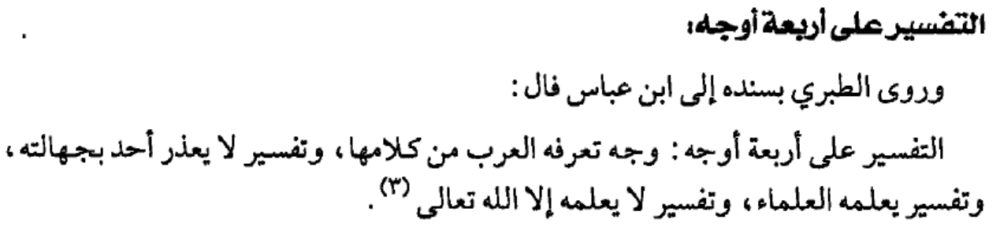 التفسير على أربعة أوجه:
وروى الطبري بسنده إلى ابن عباس قال:
التفسير على أربعة أوجه: وجه تعرفه العرب من كلامها، وتفسير لا يعذر أحد بجهالته،
وتفسير يعلمه العلماء، وتفسير لا يعلمه إلا الله تعالى (٣).